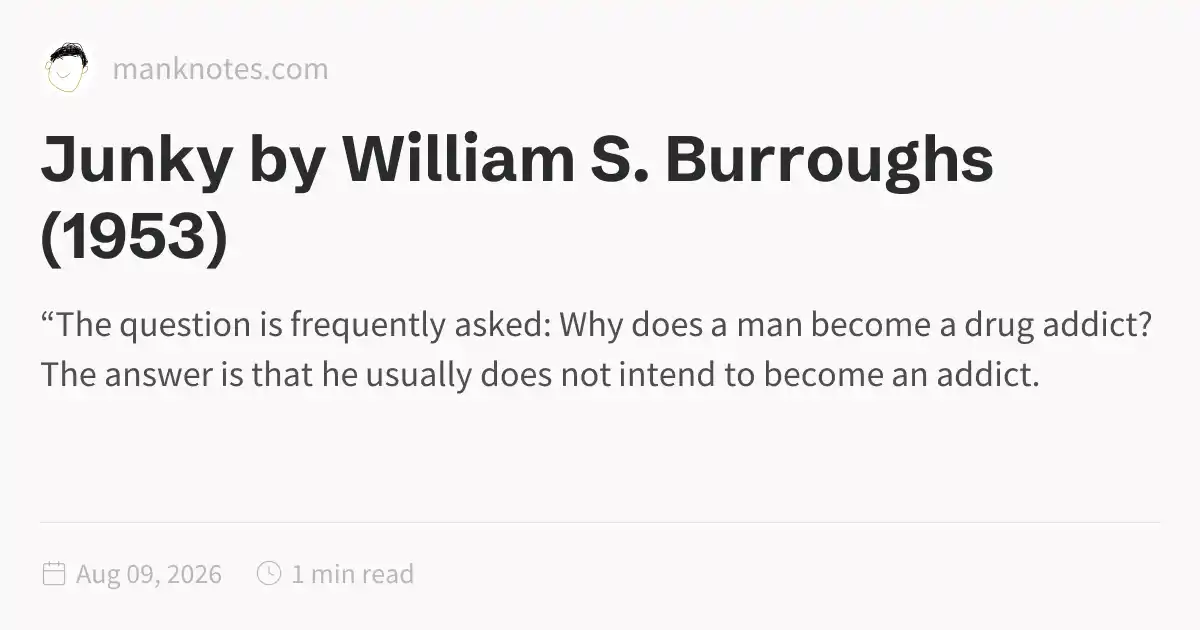 manknotes.com
Junky by William S. Burroughs
(1953)
“The question is frequently asked: Why does a man become a drug addict?
The answer is that he usually does not intend to become an addict.
Aug 09, 2026 1 min read